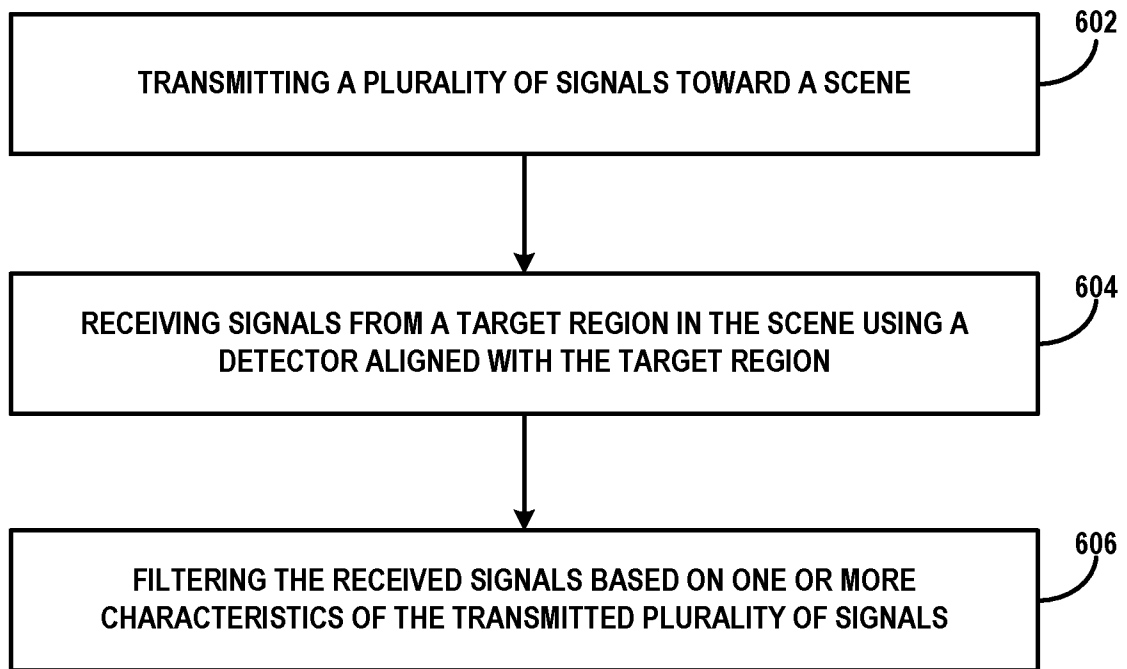 602
TRANSMITTING A PLURALITY OF SIGNALS TOWARD A SCENE
604
RECEIVING SIGNALS FROM A TARGET REGION IN THE SCENE USING A
DETECTOR ALIGNED WITH THE TARGET REGION
606
FILTERING THE RECEIVED SIGNALS BASED ON ONE OR MORE
CHARACTERISTICS OF THE TRANSMITTED PLURALITY OF SIGNALS